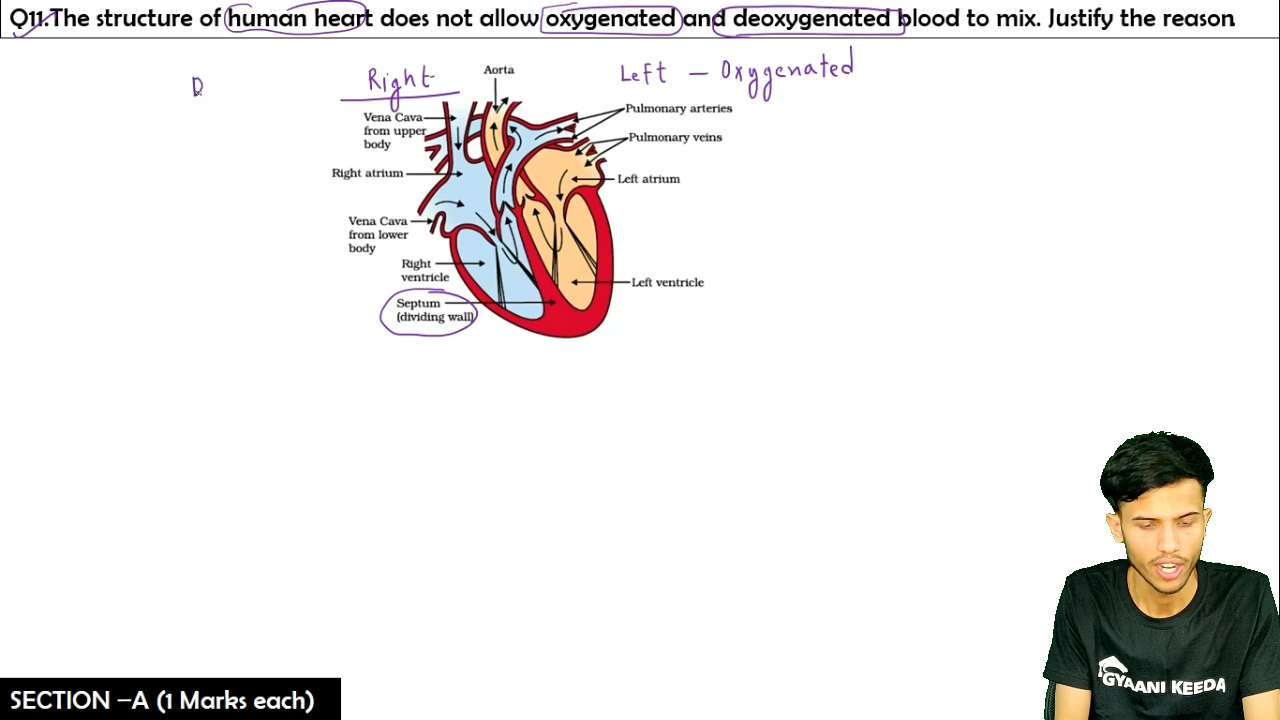 Q11.The structure of human heart does not allow oxygenated and deoxygenated blood to mix. Justify the reason
D
Right
Aorta
Left – Oxygenated
Vena Cava
from upper
body
Pulmonary arteries
Pulmonary veins
Right atrium
Left atrium
Vena Cava
from lower
body
Right
ventricle
Left ventricle
Septum
(dividing wall)
GYAANI KEEDA
SECTION –A (1 Marks each)